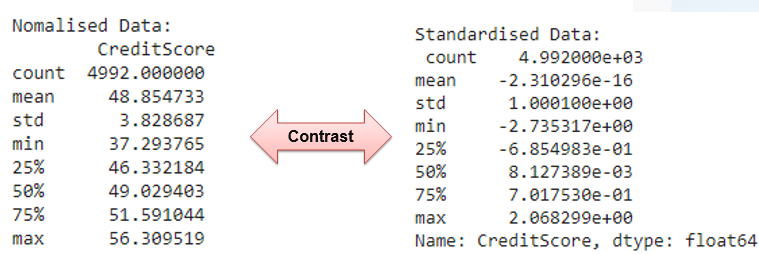 Nomalised Data:
CreditScore
count 4992.000000
mean 48.854733
std 3.828687
min 37.293765
25% 46.332184
50% 49.029403
75% 51.591044
max 56.309519
Contrast
Standardised Data:
count 4.992000e+03
mean -2.310296e-16
std 1.000100e+00
min -2.735317e+00
25% -6.854983e-01
50% 8.127389e-03
75% 7.017530e-01
max 2.068299e+00
Name: CreditScore, dtype: float64